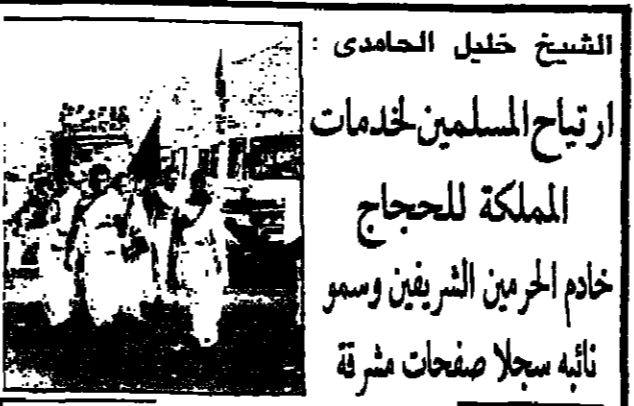 الشيخ خليل الحامدى :
ارتياح المسلمين لخدمات
المملكة للحجاج
خادم الحرمين الشريفين وسمو
نائبه سجلا صفحات مشرقة